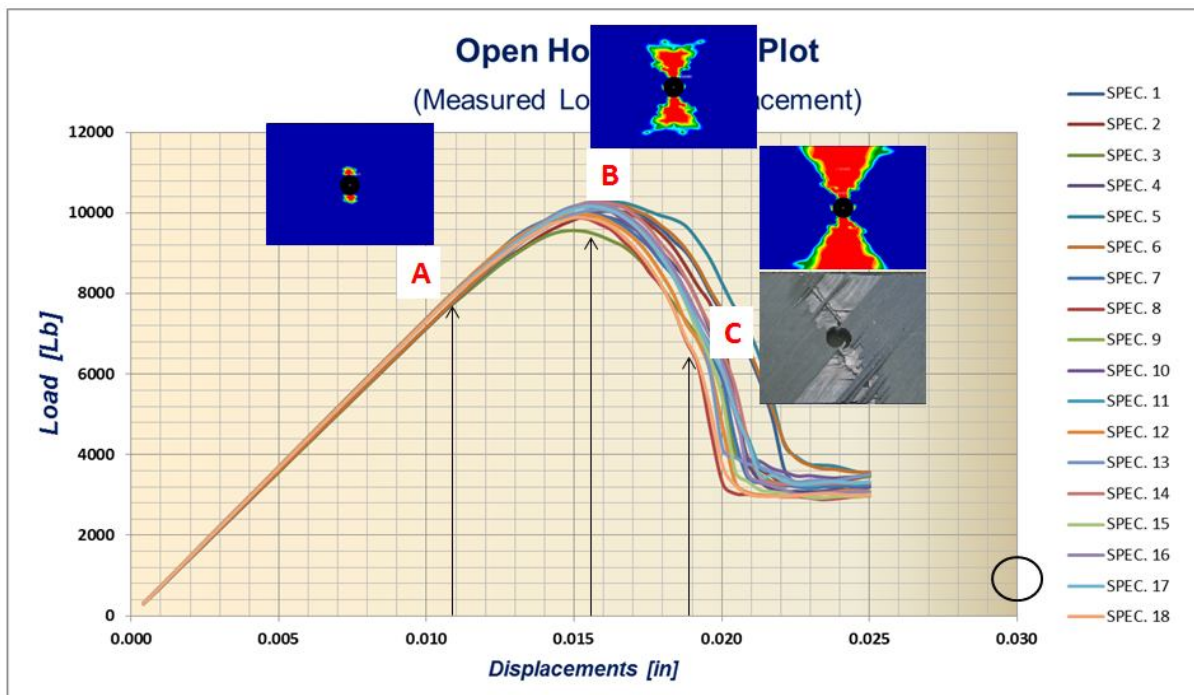 Open Ho Plot
(Measured Lo acement)
12000
10000
8000
6000
4000
2000
0
Load [Lb]
0.000 0.005 0.010 0.015 0.020 0.025 0.030
Displacements [in]
A
B
C
SPEC. 1
SPEC. 2
SPEC. 3
SPEC. 4
SPEC. 5
SPEC. 6
SPEC. 7
SPEC. 8
SPEC. 9
SPEC. 10
SPEC. 11
SPEC. 12
SPEC. 13
SPEC. 14
SPEC. 15
SPEC. 16
SPEC. 17
SPEC. 18